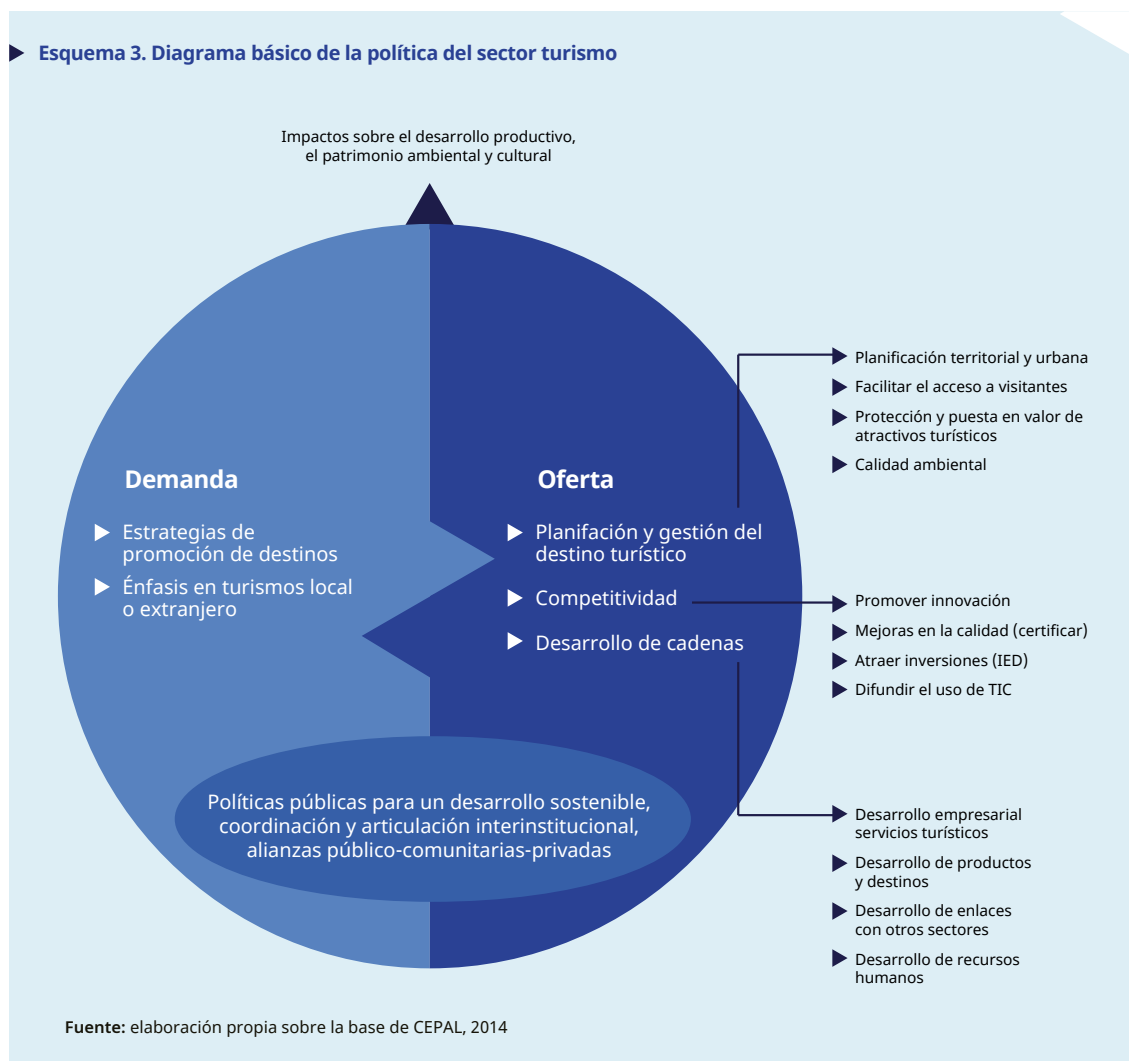 Esquema 3. Diagrama básico de la política del sector turismo
Impactos sobre el desarrollo productivo,
el patrimonio ambiental y cultural
Demanda
Estrategias de
promoción de destinos
Énfasis en turismos local
o extranjero
Oferta
Planifación y gestión del
destino turístico
Competitividad
Desarrollo de cadenas
Planificación territorial y urbana
Facilitar el acceso a visitantes
Protección y puesta en valor de
atractivos turísticos
Calidad ambiental
Promover innovación
Mejoras en la calidad (certificar)
Atraer inversiones (IED)
Difundir el uso de TIC
Desarrollo empresarial
servicios turísticos
Desarrollo de productos
y destinos
Desarrollo de enlaces
con otros sectores
Desarrollo de recursos
humanos
Políticas públicas para un desarrollo sostenible,
coordinación y articulación interinstitucional,
alianzas público-comunitarias-privadas
Fuente: elaboración propia sobre la base de CEPAL, 2014